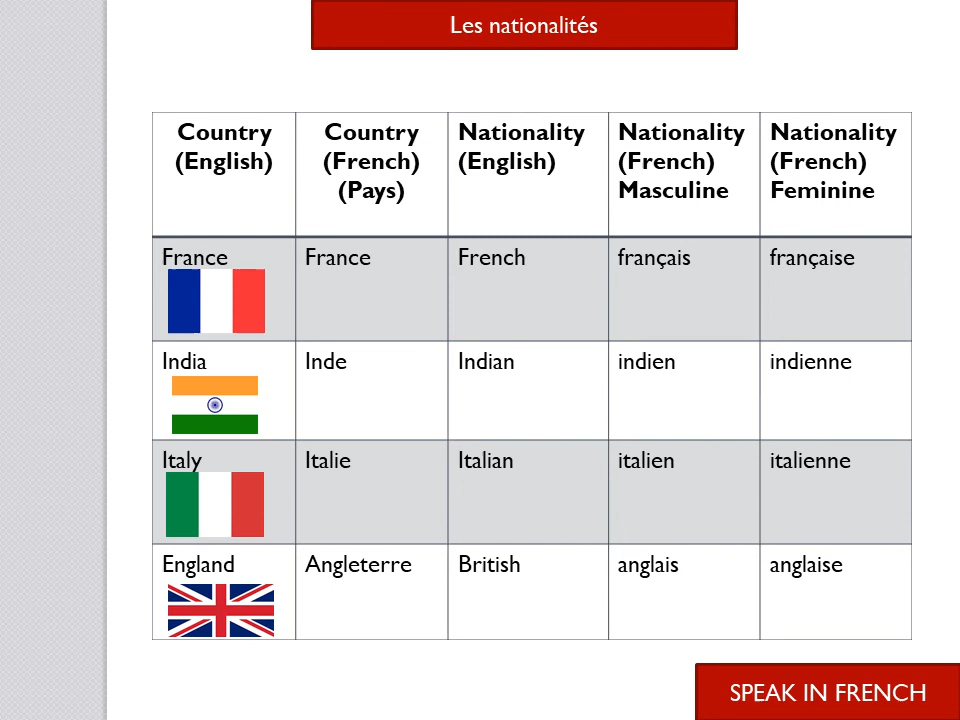 Les nationalités
Country (English) Country (French) (Pays) Nationality (English) Nationality (French) Masculine Nationality (French) Feminine
France France French français française
India Inde Indian indien indienne
Italy Italie Italian italien italienne
England Angleterre British anglais anglaise
SPEAK IN FRENCH